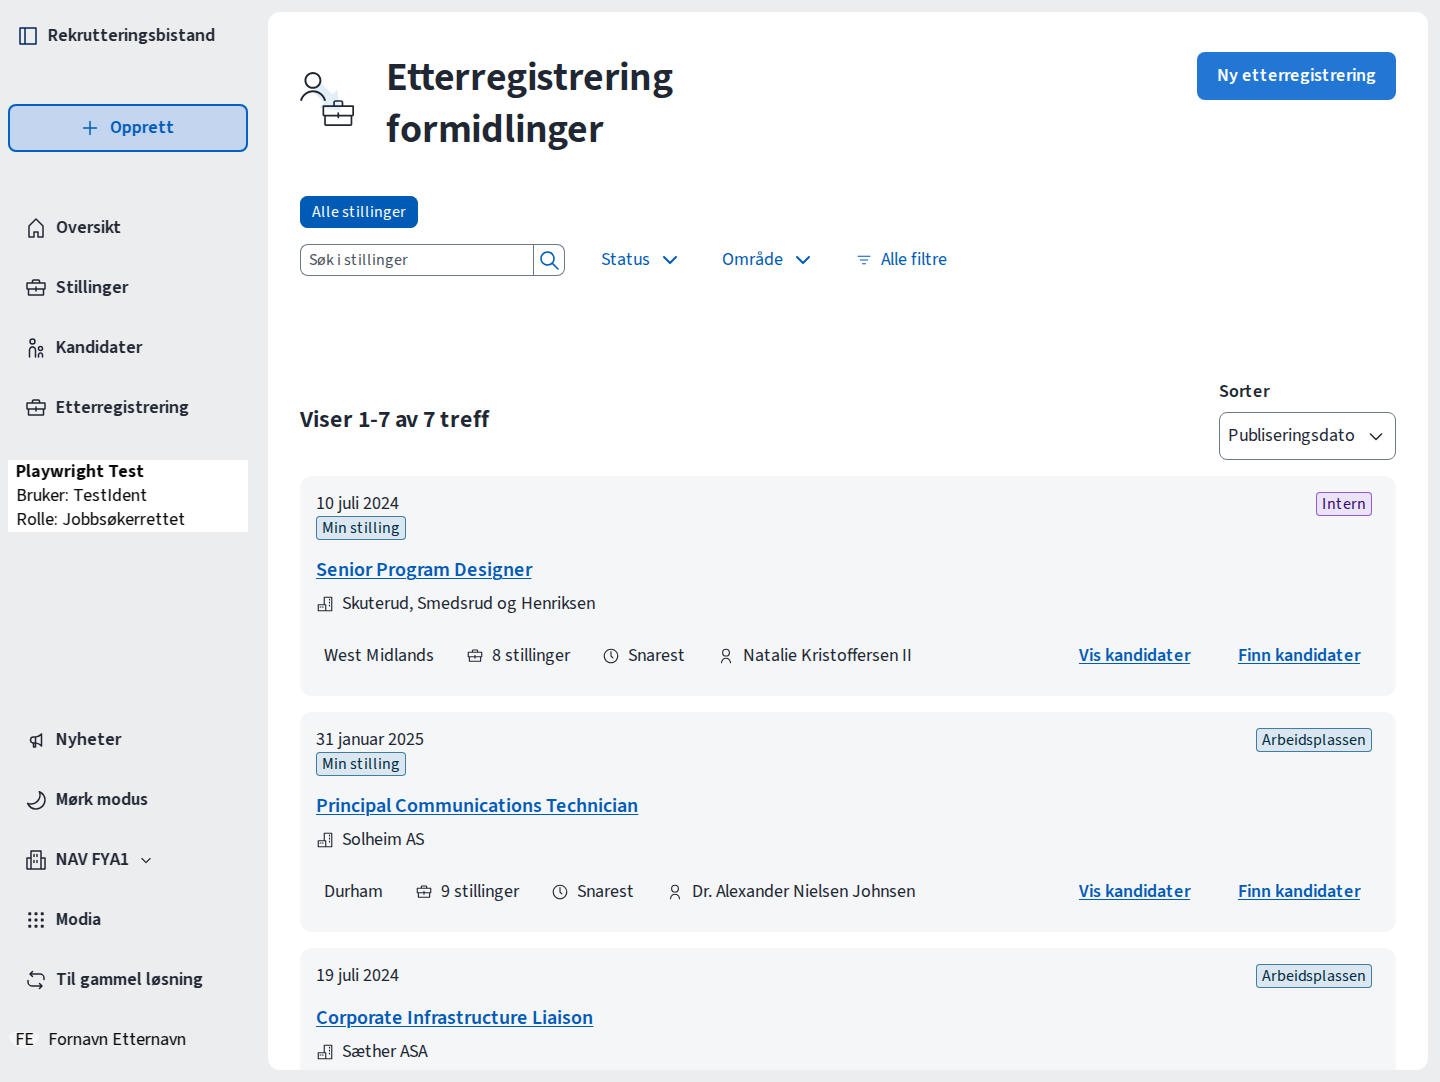 Rekrutteringsbistand
Opprett
Oversikt
Stillinger
Kandidater
Etterregistrering
Playwright Test
Bruker: TestIdent
Rolle: Jobbsøkerrettet
Nyheter
Mørk modus
NAV FYA1
Modia
Til gammel løsning
FE Fornavn Etternavn
Etterregistrering
formidlinger
Ny etterregistrering
Alle stillinger
Søk i stillinger
Status
Område
Alle filtre
Viser 1-7 av 7 treff
Sorter
Publiseringsdato
10 juli 2024
Intern
Min stilling
Senior Program Designer
Skuterud, Smedsrud og Henriksen
West Midlands 8 stillinger Snarest Natalie Kristoffersen II Vis kandidater Finn kandidater
31 januar 2025
Arbeidsplassen
Min stilling
Principal Communications Technician
Solheim AS
Durham 9 stillinger Snarest Dr. Alexander Nielsen Johnsen Vis kandidater Finn kandidater
19 juli 2024
Arbeidsplassen
Corporate Infrastructure Liaison
Sæther ASA